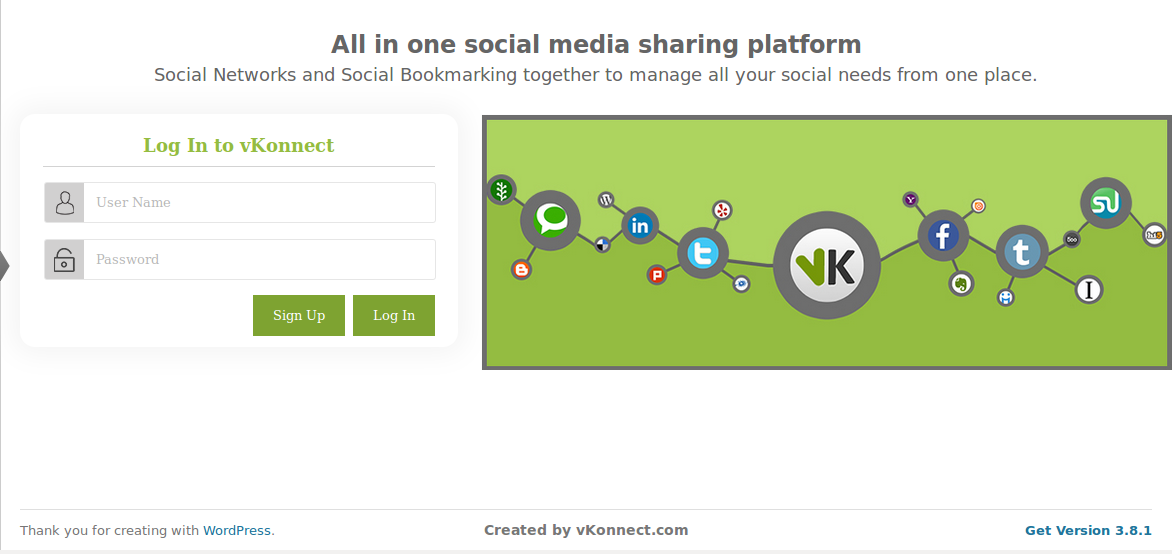 All in one social media sharing platform
Social Networks and Social Bookmarking together to manage all your social needs from one place.
Log In to vKonnect
User Name
Password
Sign Up Log In
in
t
VK
f
t
SU
I
Thank you for creating with WordPress.
Created by vKonnect.com
Get Version 3.8.1